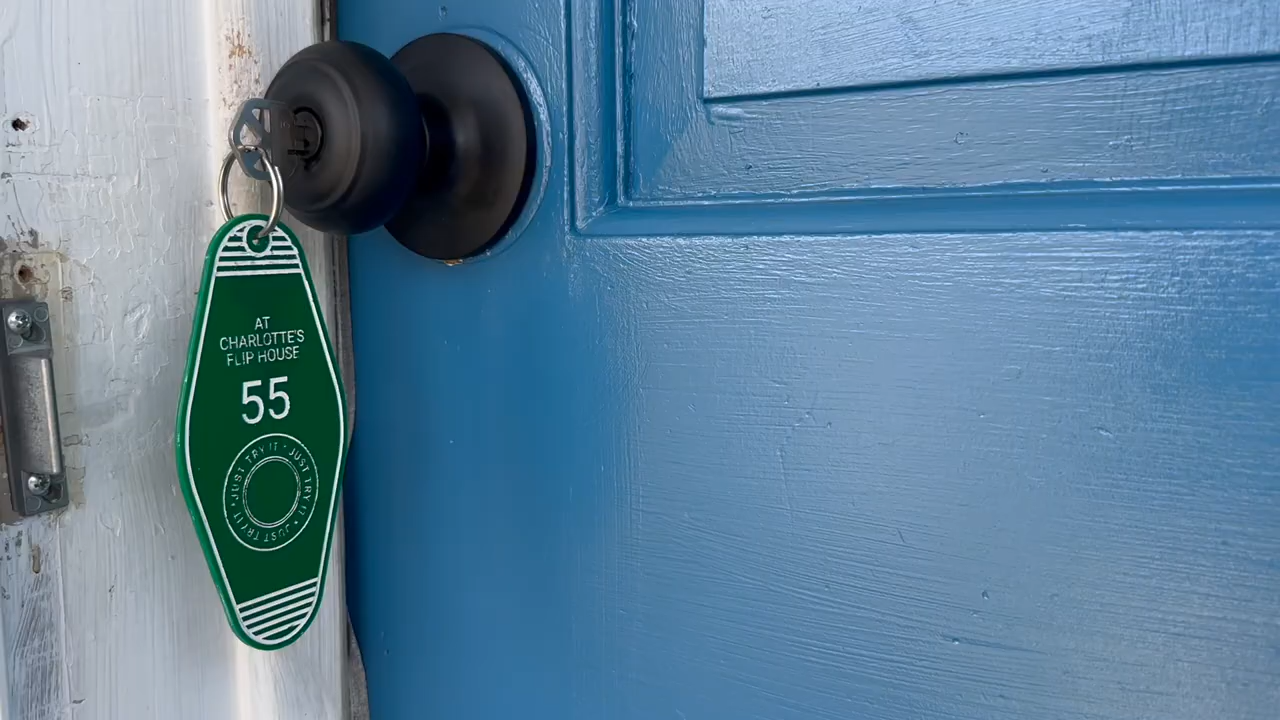 AT
CHARLOTTE'S
FLIP HOUSE
55
JUST TRY IT • JUST TRY IT • JUST TRY IT •